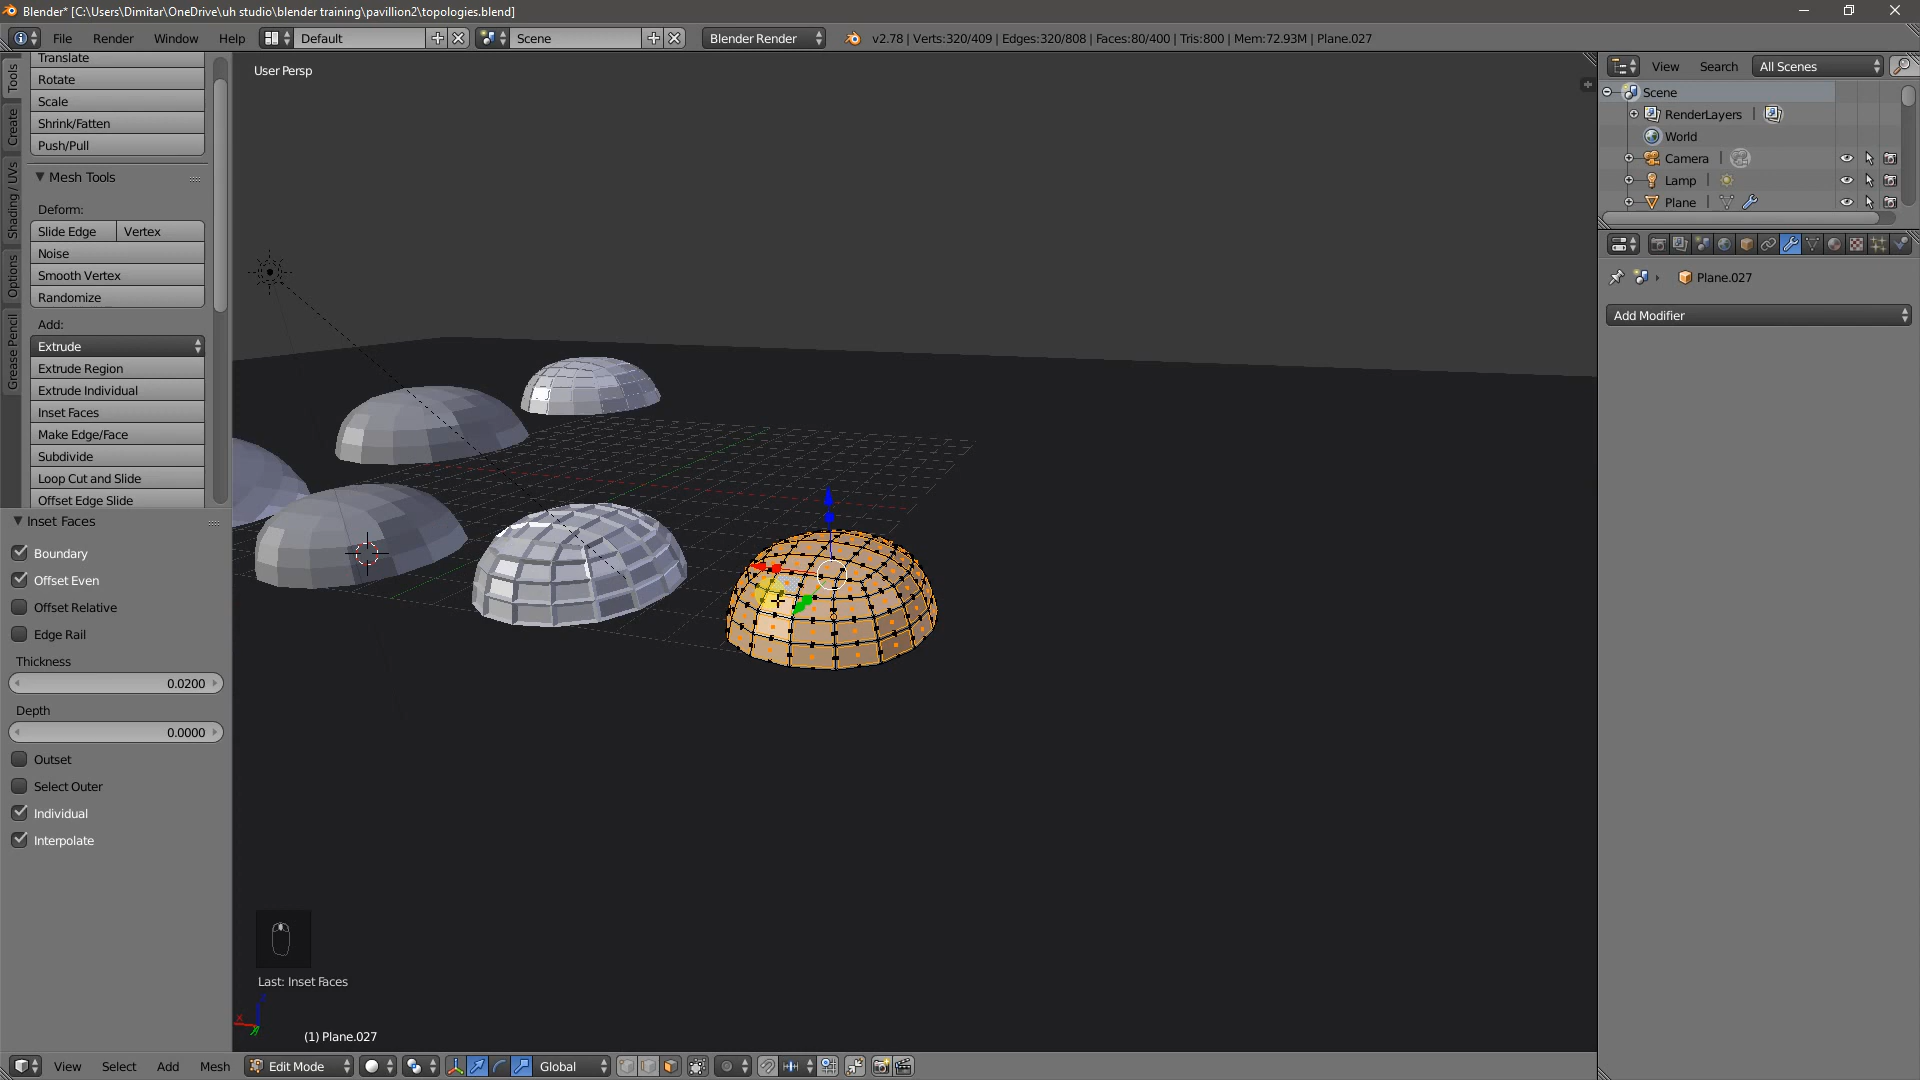 Blender* [C:\Users\Dimitar\OneDrive\uh studio\blender training\pavillion2\topologies.blend]
File Render Window Help Default Scene Blender Render v2.78 | Verts:320/409 | Edges:320/808 | Faces:80/400 | Tris:800 | Mem:72.93M | Plane.027
Tools
Create
Shading / UVs
Options
Grease Pencil
Translate
Rotate
Scale
Shrink/Fatten
Push/Pull
Mesh Tools
Deform:
Slide Edge Vertex
Noise
Smooth Vertex
Randomize
Add:
Extrude
Extrude Region
Extrude Individual
Inset Faces
Make Edge/Face
Subdivide
Loop Cut and Slide
Offset Edge Slide
Inset Faces
Boundary
Offset Even
Offset Relative
Edge Rail
Thickness
0.0200
Depth
0.0000
Outset
Select Outer
Individual
Interpolate
User Persp
Last: Inset Faces
x
(1) Plane.027
View Select Add Mesh Edit Mode Global
View Search All Scenes
Scene
RenderLayers |
World
Camera |
Lamp |
Plane |
Plane.027
Add Modifier